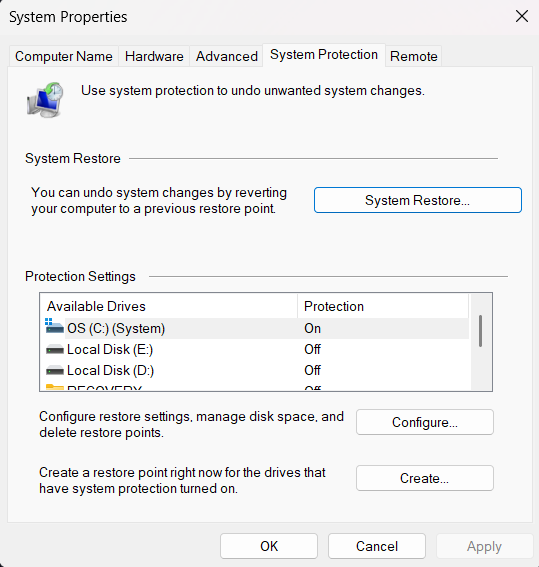 System Properties
Computer Name Hardware Advanced System Protection Remote
Use system protection to undo unwanted system changes.
System Restore
You can undo system changes by reverting
your computer to a previous restore point.
System Restore...
Protection Settings
Available Drives Protection
OS (C:) (System) On
Local Disk (E:) Off
Local Disk (D:) Off
RECOVERY Off
Configure restore settings, manage disk space, and
delete restore points.
Configure...
Create a restore point right now for the drives that
have system protection turned on.
Create...
OK Cancel Apply